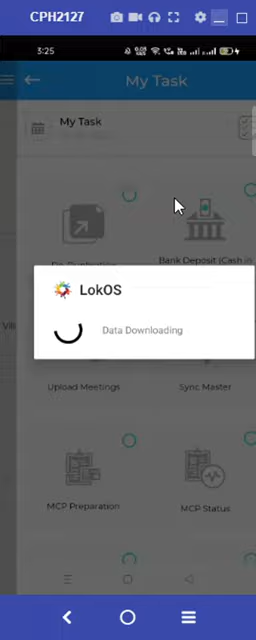 CPH2127
3:25
My Task
My Task
Bank Deposit (Cash in
LokOS
Data Downloading
Upload Meetings
Sync Master
MCP Preparation
MCP Status